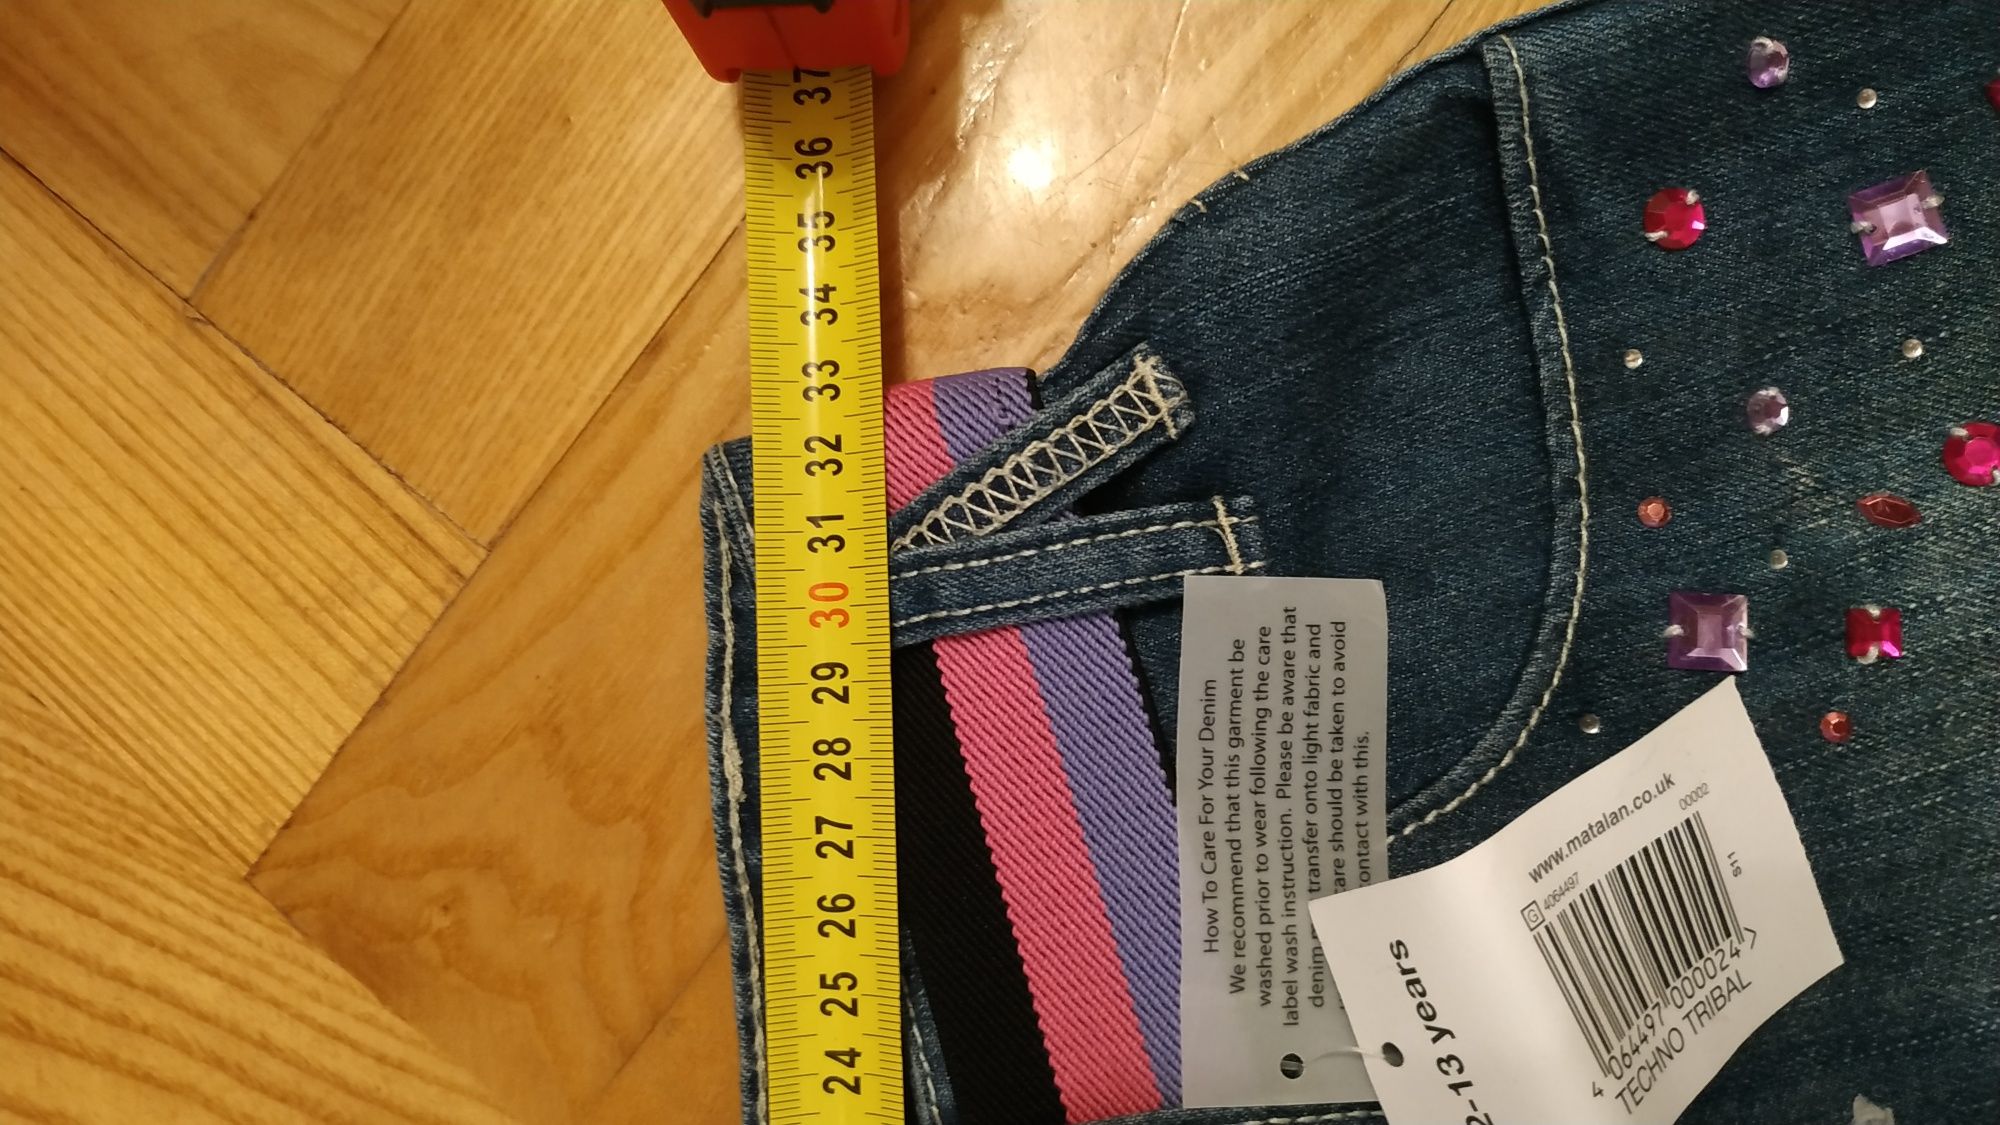 37
36
35
34
33
32
31
30
29
28
27
26
25
24
How To Care For Your Denim
We recommend that this garment be
washed prior to wear following the care
label wash instruction. Please be aware that
denim transfer onto light fabric and
care should be taken to avoid
contact with this.
2-13 years
www.matalan.co.uk
00002
G 4064497
S11
4 064497 000024 >
TECHNO TRIBAL